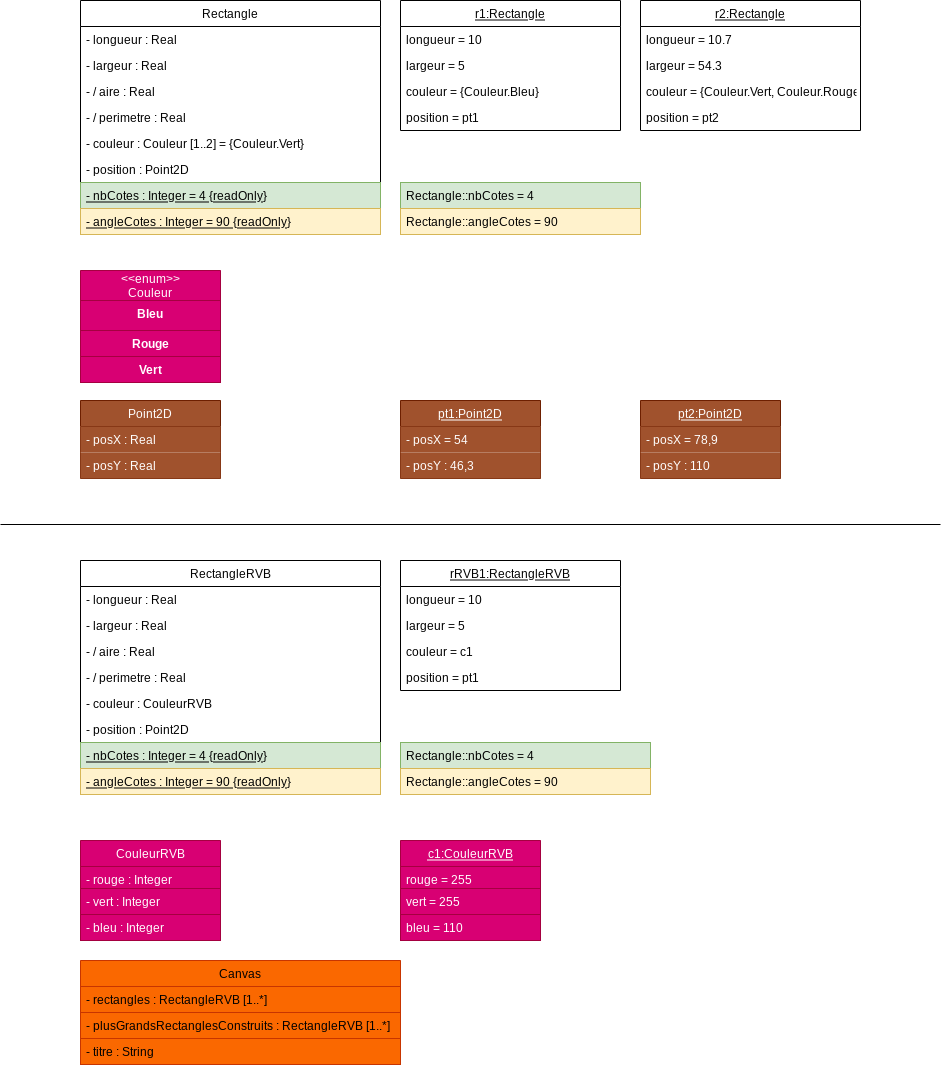 Rectangle
- longueur : Real
- largeur : Real
- / aire : Real
- / perimetre : Real
- couleur : Couleur [1..2] = {Couleur.Vert}
- position : Point2D
- nbCotes : Integer = 4 {readOnly}
- angleCotes : Integer = 90 {readOnly}
r1:Rectangle
longueur = 10
largeur = 5
couleur = {Couleur.Bleu}
position = pt1
r2:Rectangle
longueur = 10.7
largeur = 54.3
couleur = {Couleur.Vert, Couleur.Rouge
position = pt2
Rectangle::nbCotes = 4
Rectangle::angleCotes = 90
<<enum>>
Couleur
Bleu
Rouge
Vert
Point2D
- posX : Real
- posY : Real
pt1:Point2D
- posX = 54
- posY : 46,3
pt2:Point2D
- posX = 78,9
- posY : 110
RectangleRVB
- longueur : Real
- largeur : Real
- / aire : Real
- / perimetre : Real
- couleur : CouleurRVB
- position : Point2D
- nbCotes : Integer = 4 {readOnly}
- angleCotes : Integer = 90 {readOnly}
rRVB1:RectangleRVB
longueur = 10
largeur = 5
couleur = c1
position = pt1
Rectangle::nbCotes = 4
Rectangle::angleCotes = 90
CouleurRVB
- rouge : Integer
- vert : Integer
- bleu : Integer
c1:CouleurRVB
rouge = 255
vert = 255
bleu = 110
Canvas
- rectangles : RectangleRVB [1..*]
- plusGrandsRectanglesConstruits : RectangleRVB [1..*]
- titre : String